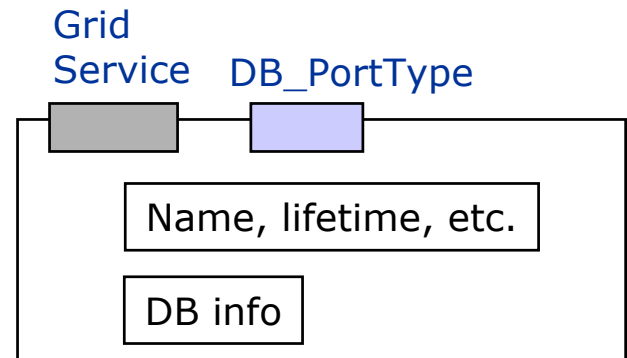 Grid
Service
DB_PortType
Name, lifetime, etc.
DB info